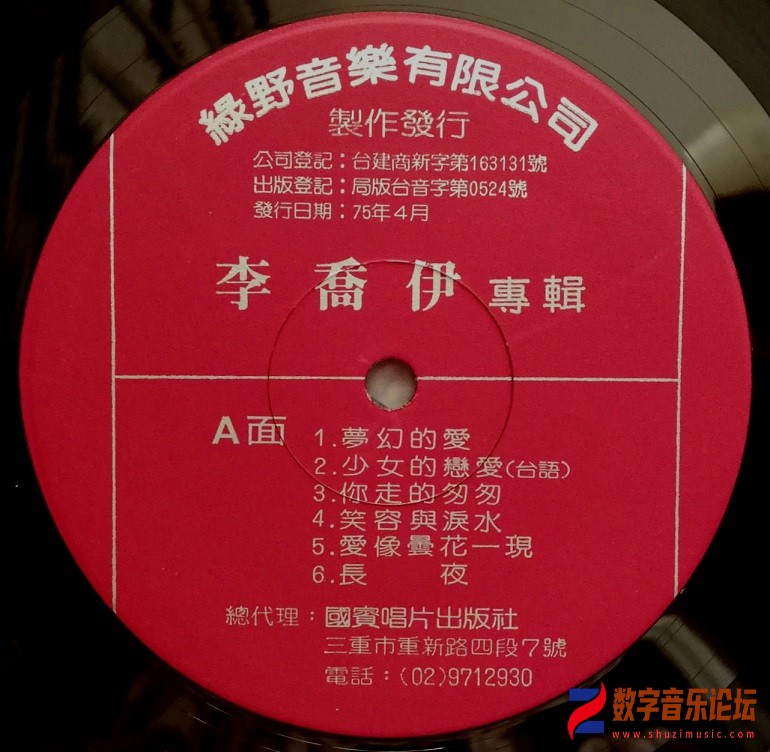 綠野音樂有限公司
製作發行
公司登記：台建商新字第163131號
出版登記：局版台音字第0524號
發行日期：75年4月
李喬伊專輯
A面
1.夢幻的愛
2.少女的戀愛(台語)
3.你走的匆匆
4.笑容與淚水
5.愛像曇花一現
6.長 夜
總代理：國賓唱片出版社
三重市重新路四段7號
電話：(02)9712930
数字音乐论坛
www.shuzimusic.com